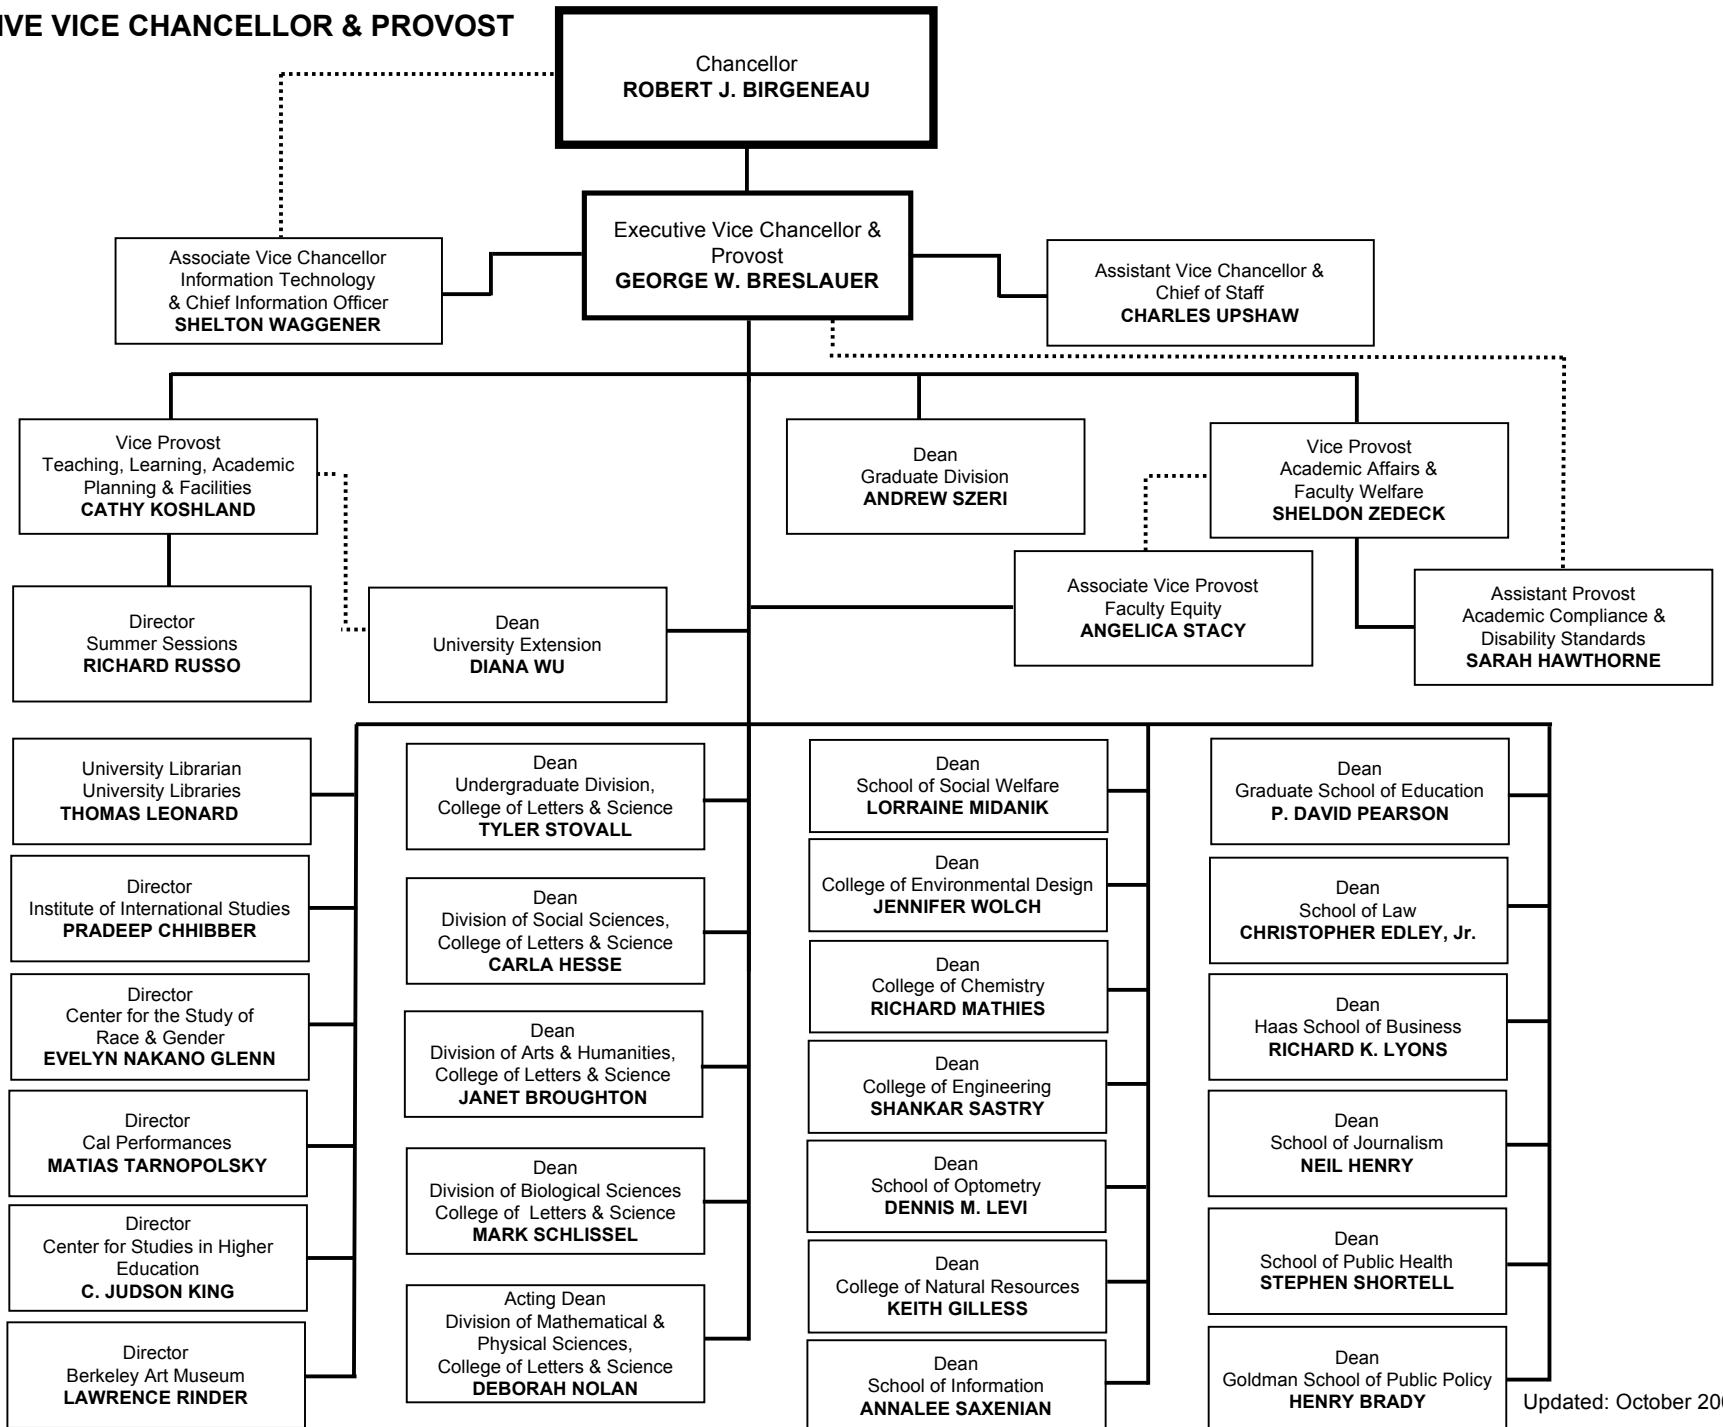 IVE VICE CHANCELLOR & PROVOST
Chancellor
ROBERT J. BIRGENEAU
Executive Vice Chancellor &
Provost
GEORGE W. BRESLAUER
Associate Vice Chancellor
Information Technology
& Chief Information Officer
SHELTON WAGGENER
Assistant Vice Chancellor &
Chief of Staff
CHARLES UPSHAW
Vice Provost
Teaching, Learning, Academic
Planning & Facilities
CATHY KOSHLAND
Dean
Graduate Division
ANDREW SZERI
Vice Provost
Academic Affairs &
Faculty Welfare
SHELDON ZEDECK
Director
Summer Sessions
RICHARD RUSSO
Dean
University Extension
DIANA WU
Associate Vice Provost
Faculty Equity
ANGELICA STACY
Assistant Provost
Academic Compliance &
Disability Standards
SARAH HAWTHORNE
University Librarian
University Libraries
THOMAS LEONARD
Director
Institute of International Studies
PRADEEP CHHIBBER
Director
Center for the Study of
Race & Gender
EVELYN NAKANO GLENN
Director
Cal Performances
MATIAS TARNOPOLSKY
Director
Center for Studies in Higher
Education
C. JUDSON KING
Director
Berkeley Art Museum
LAWRENCE RINDER
Dean
Undergraduate Division,
College of Letters & Science
TYLER STOVALL
Dean
Division of Social Sciences,
College of Letters & Science
CARLA HESSE
Dean
Division of Arts & Humanities,
College of Letters & Science
JANET BROUGHTON
Dean
Division of Biological Sciences
College of Letters & Science
MARK SCHLISSEL
Acting Dean
Division of Mathematical &
Physical Sciences,
College of Letters & Science
DEBORAH NOLAN
Dean
School of Social Welfare
LORRAINE MIDANIK
Dean
College of Environmental Design
JENNIFER WOLCH
Dean
College of Chemistry
RICHARD MATHIES
Dean
College of Engineering
SHANKAR SASTRY
Dean
School of Optometry
DENNIS M. LEVI
Dean
College of Natural Resources
KEITH GILLESS
Dean
School of Information
ANNALEE SAXENIAN
Dean
Graduate School of Education
P. DAVID PEARSON
Dean
School of Law
CHRISTOPHER EDLEY, Jr.
Dean
Haas School of Business
RICHARD K. LYONS
Dean
School of Journalism
NEIL HENRY
Dean
School of Public Health
STEPHEN SHORTELL
Dean
Goldman School of Public Policy
HENRY BRADY
Updated: October